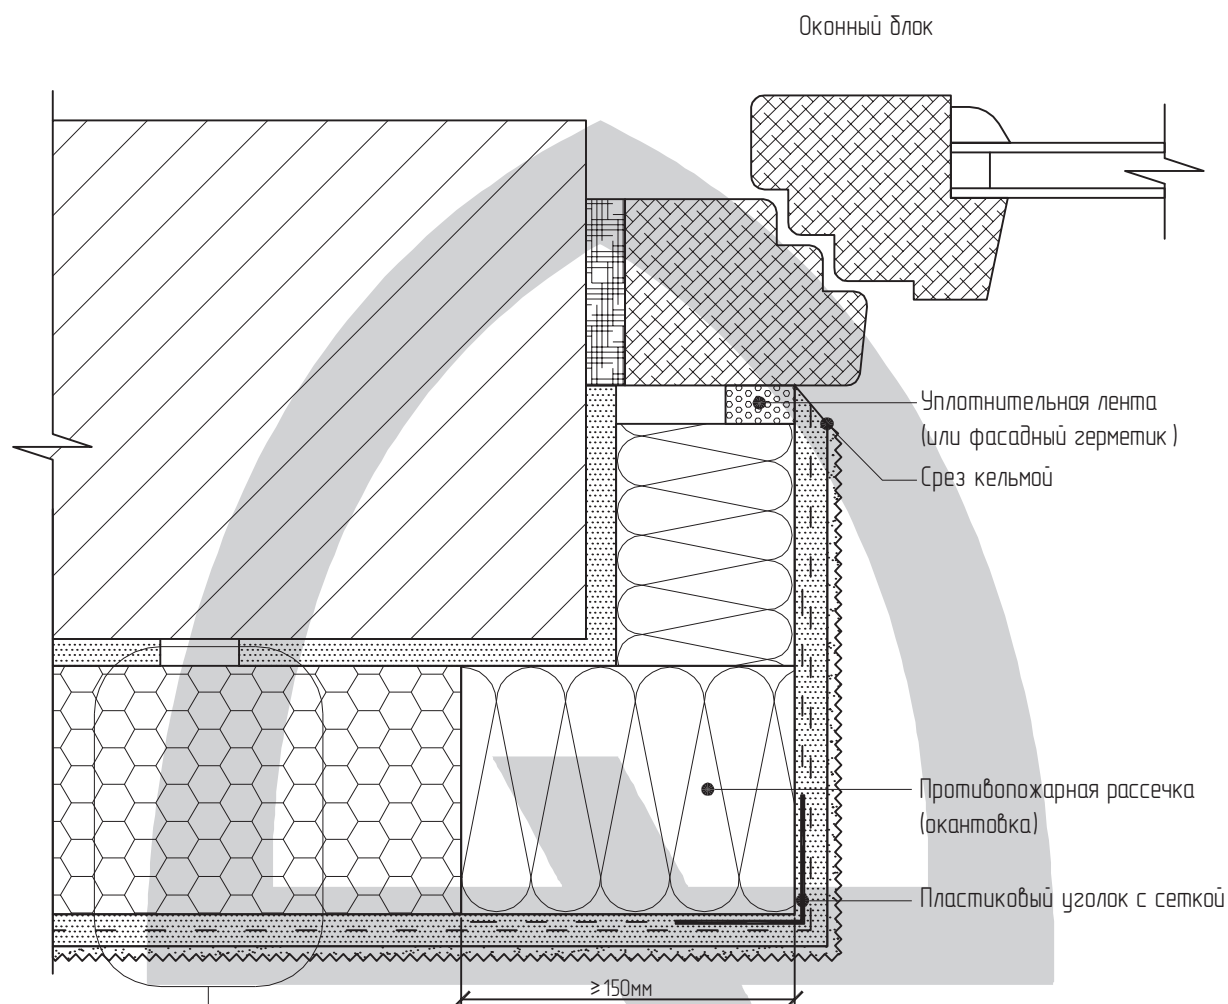 Оконный блок
Уплотнительная лента
(или фасадный герметик)
Срез кельмой
Противопожарная рассечка
(окантовка)
Пластиковый уголок с сеткой
≥150мм